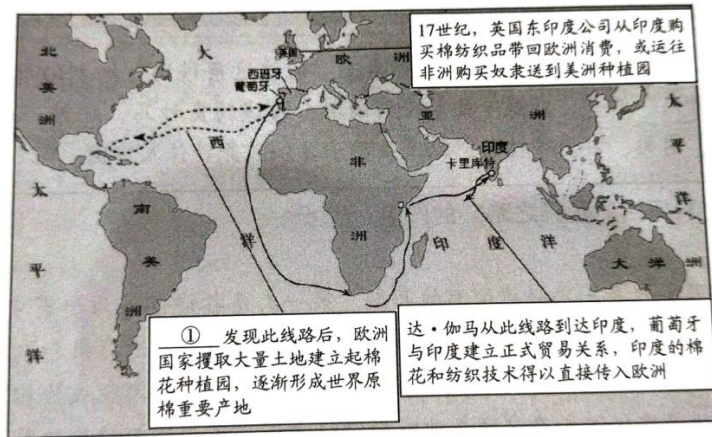 17世纪，英国东印度公司从印度购
买棉纺织品带回欧洲消费，或运往
非洲购买奴隶送到美洲种植园
北
美
洲
大
西
洋
英国
欧
洲
西班牙
葡萄牙
亚
洲
太
平
洋
印度
卡里库特
非
洲
太
平
洋
南
美
洲
印
度
洋
大
洋
洲
① 发现此线路后，欧洲
国家攫取大量土地建立起棉
花种植园，逐渐形成世界原
棉重要产地
达·伽马从此线路到达印度，葡萄牙
与印度建立正式贸易关系，印度的棉
花和纺织技术得以直接传入欧洲